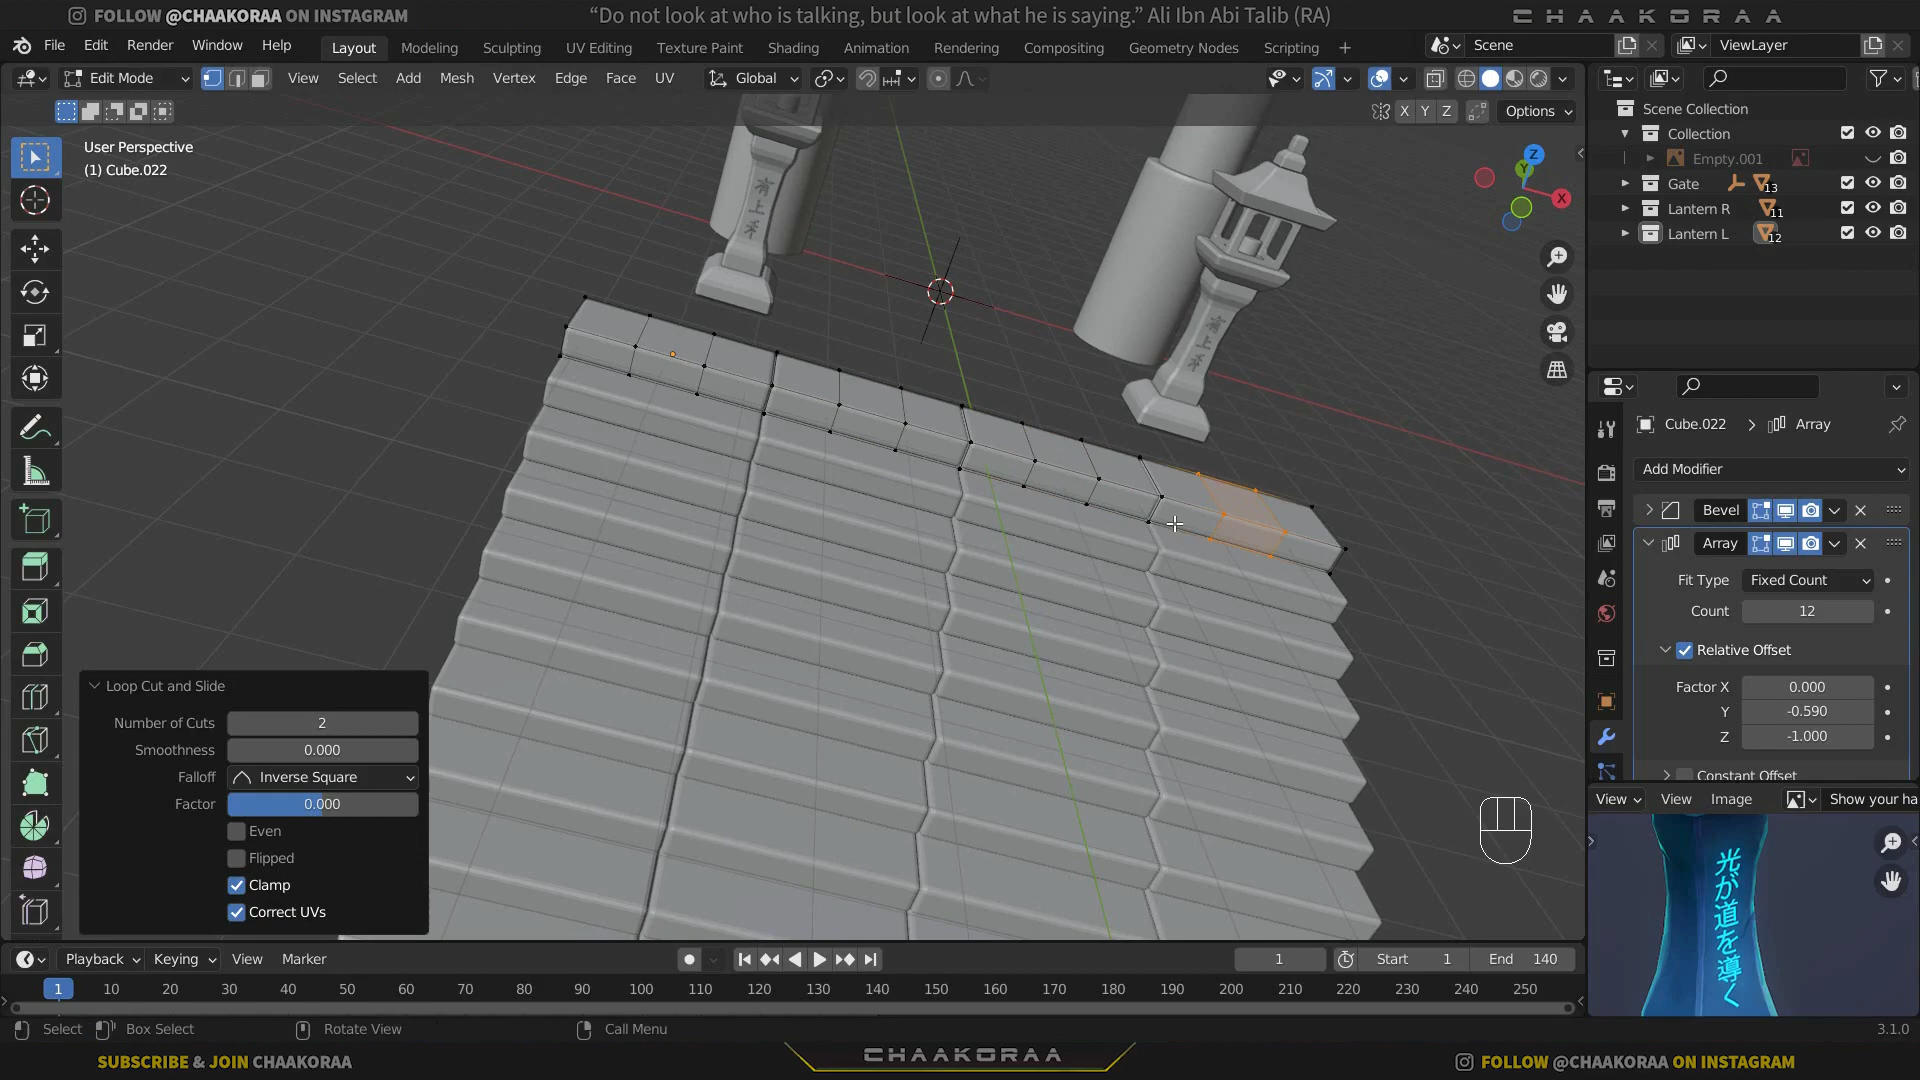 FOLLOW @CHAAKORAA ON INSTAGRAM
“Do not look at who is talking, but look at what he is saying.” Ali Ibn Abi Talib (RA)
CHAAKORAA
File Edit Render Window Help
Layout Modeling Sculpting UV Editing Texture Paint Shading Animation Rendering Compositing Geometry Nodes Scripting +
Scene
ViewLayer
Edit Mode View Select Add Mesh Vertex Edge Face UV Global
X Y Z Options
User Perspective
(1) Cube.022
Z
Y
X
Scene Collection
Collection
Empty.001
Gate 13
Lantern R 11
Lantern L 12
Cube.022 > Array
Add Modifier
Bevel
Array
Fit Type Fixed Count
Count 12
Relative Offset
Factor X 0.000
Y -0.590
Z -1.000
Constant Offset
Loop Cut and Slide
Number of Cuts 2
Smoothness 0.000
Falloff Inverse Square
Factor 0.000
Even
Flipped
Clamp
Correct UVs
View View Image Show your ha
光が道を導く
Playback Keying View Marker
1 Start 1 End 140
1 10 20 30 40 50 60 70 80 90 100 110 120 130 140 150 160 170 180 190 200 210 220 230 240 250
Select Box Select Rotate View Call Menu 3.1.0
SUBSCRIBE & JOIN CHAAKORAA
CHAAKORAA
FOLLOW @CHAAKORAA ON INSTAGRAM